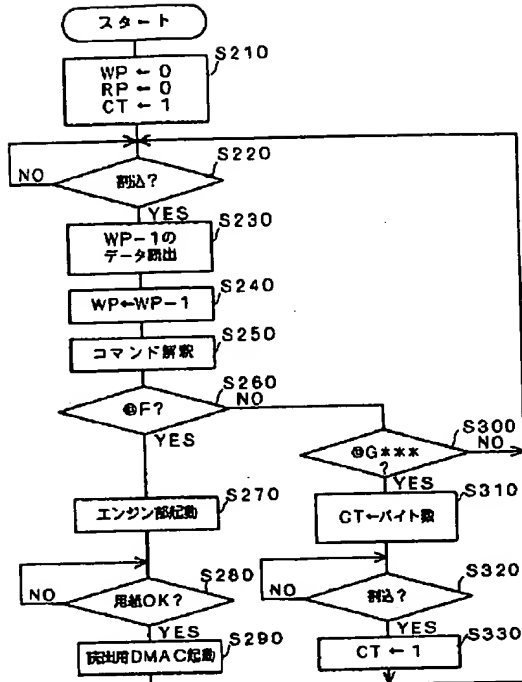 スタート
S210
WP ← 0
RP ← 0
CT ← 1
S220
割込?
NO
YES
S230
WP-1の
データ読出
S240
WP←WP-1
S250
コマンド解釈
S260
@F?
NO
YES
S300
@G***
?
NO
YES
S270
エンジン部起動
S310
CT←バイト数
S280
用紙OK?
NO
YES
S320
割込?
NO
YES
S290
読出用DMAC起動
S330
CT ← 1